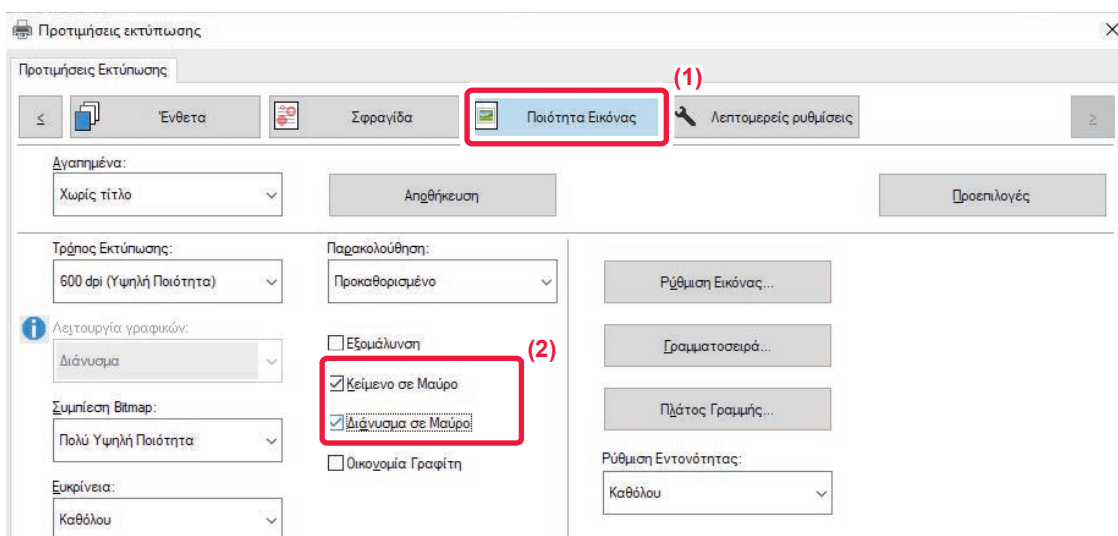 Προτιμήσεις εκτύπωσης
Προτιμήσεις Εκτύπωσης
(1)
<
Ένθετα
Σφραγίδα
Ποιότητα Εικόνας
Λεπτομερείς ρυθμίσεις
>
Αγαπημένα:
Χωρίς τίτλο
Αποθήκευση
Προεπιλογές
Τρόπος Εκτύπωσης:
600 dpi (Υψηλή Ποιότητα)
Λειτουργία γραφικών:
Διάνυσμα
Συμπίεση Bitmap:
Πολύ Υψηλή Ποιότητα
Ευκρίνεια:
Καθόλου
Παρακολούθηση:
Προκαθορισμένο
Εξομάλυνση
(2)
Κείμενο σε Μαύρο
Διάνυσμα σε Μαύρο
Οικονομία Γραφίτη
Ρύθμιση Εικόνας...
Γραμματοσειρά...
Πλάτος Γραμμής...
Ρύθμιση Εντονότητας:
Καθόλου